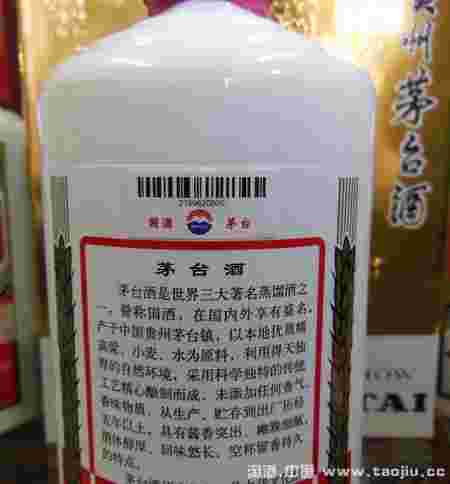 贵州茅台酒
国酒 茅台
茅台酒
茅台酒是世界三大著名蒸馏酒之
一,誉称国酒,在国内外享有盛名,
产于中国贵州茅台镇,以本地优质糯
高粱、小麦、水为原料,利用得天独
界的自然环境,采用科学独特的传统
工艺精心酿制而成,未添加任何香气、
香味物质,从生产、贮存到出厂历经
五年以上,具有酱香突出、幽雅细腻、
酒体醇厚、回味悠长、空杯留香持久
的特点。
TAI
淘酒.中国 www.taojiu.cc